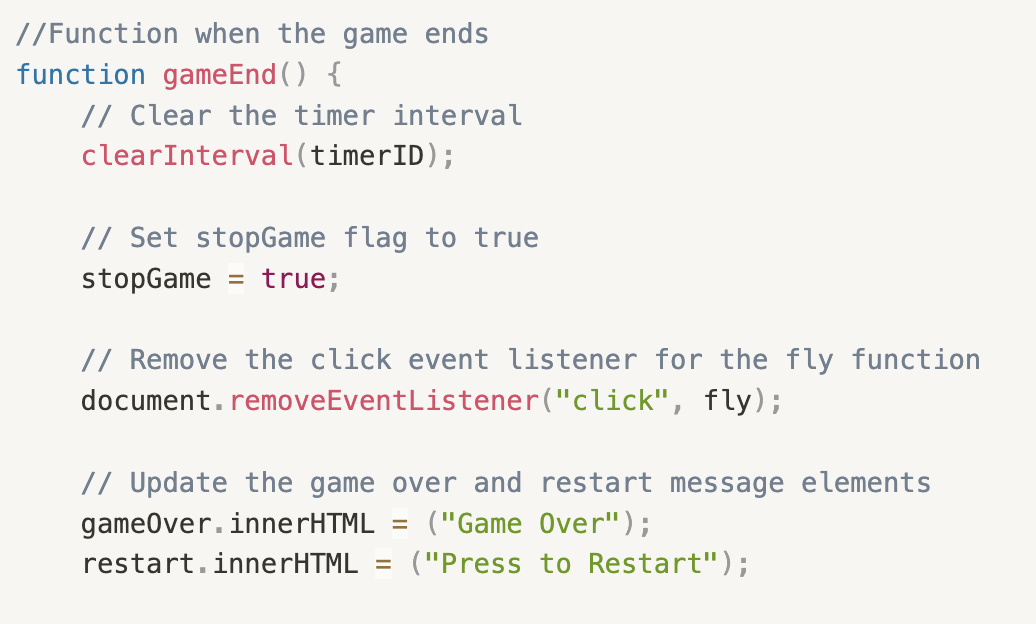 //Function when the game ends
function gameEnd() {
    // Clear the timer interval
    clearInterval(timerID);

    // Set stopGame flag to true
    stopGame = true;

    // Remove the click event listener for the fly function
    document.removeEventListener("click", fly);

    // Update the game over and restart message elements
    gameOver.innerHTML = ("Game Over");
    restart.innerHTML = ("Press to Restart");